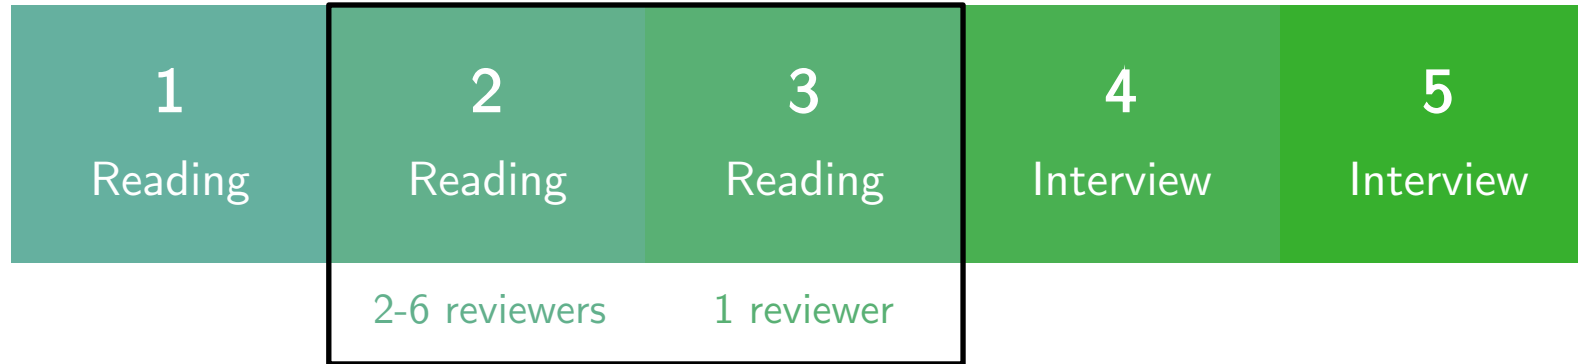 1 2 3 4 5
Reading Reading Reading Interview Interview
2-6 reviewers 1 reviewer